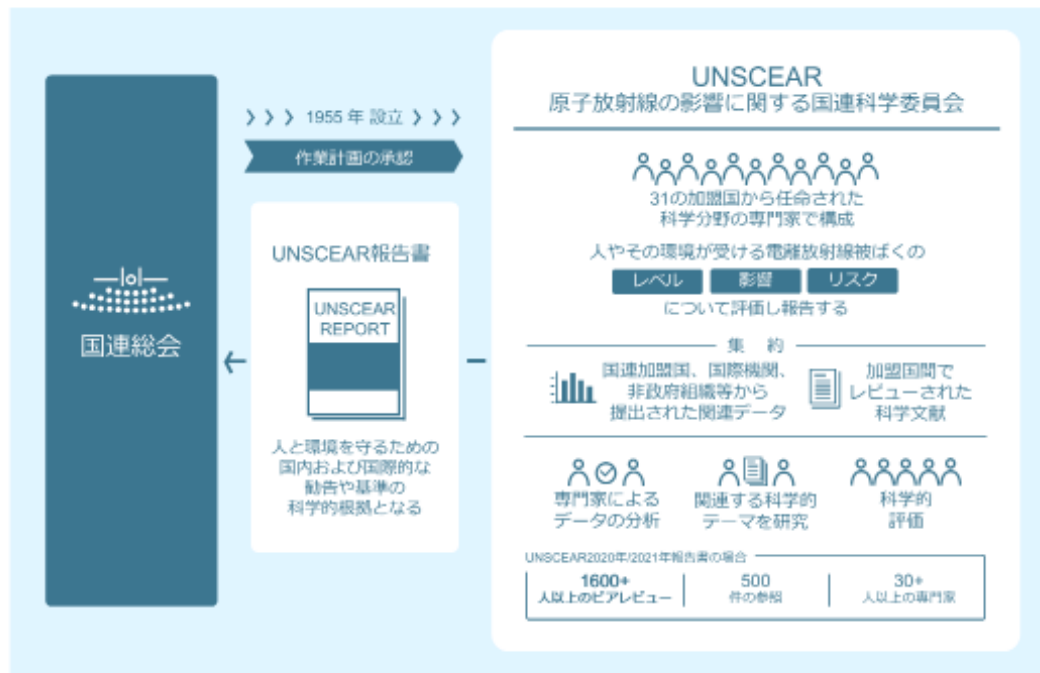 国連総会
1955年 設立
作業計画の承認
UNSCEAR報告書
UNSCEAR
REPORT
人と環境を守るための
国内および国際的な
勧告や基準の
科学的根拠となる
UNSCEAR
原子放射線の影響に関する国連科学委員会
31の加盟国から任命された
科学分野の専門家で構成
人やその環境が受ける電離放射線被ばくの
レベル 影響 リスク
について評価し報告する
集 約
国連加盟国、国際機関、
非政府組織等から
提出された関連データ
加盟国間で
レビューされた
科学文献
専門家による
データの分析
関連する科学的
テーマを研究
科学的
評価
UNSCEAR2020年/2021年報告書の場合
1600+
人以上のピアレビュー
500
件の参照
30+
人以上の専門家